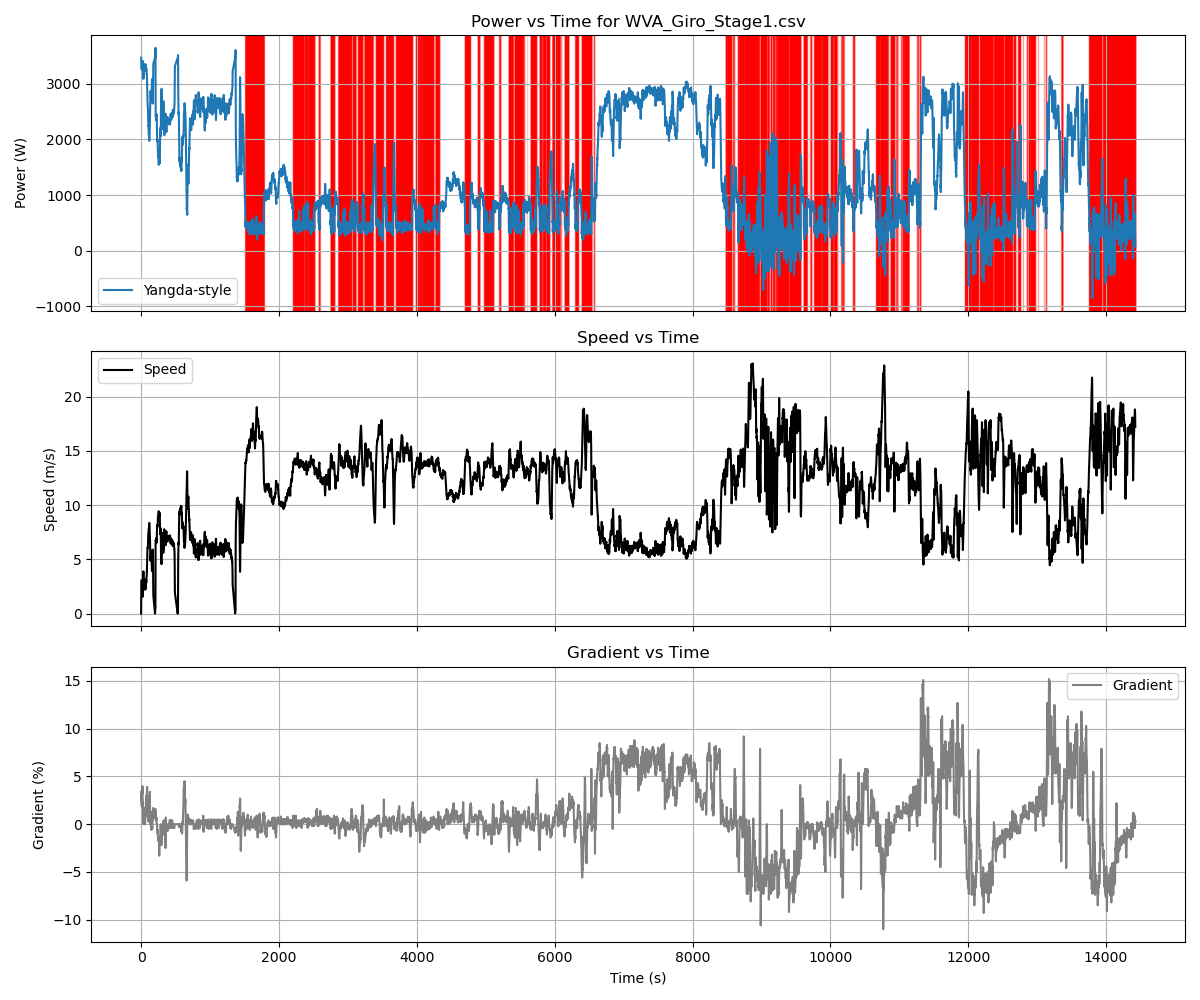 Power vs Time for WVA_Giro_Stage1.csv
3000
2000
1000
0
−1000
Power (W)
Yangda-style
Speed vs Time
20
15
10
5
0
Speed (m/s)
Speed
Gradient vs Time
15
10
5
0
−5
−10
Gradient (%)
Gradient
0 2000 4000 6000 8000 10000 12000 14000
Time (s)